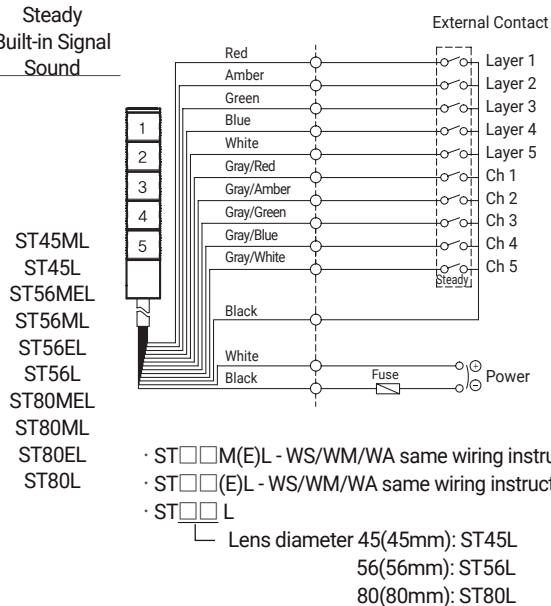 Steady
Built-in Signal
Sound
External Contact
Red
Layer 1
Amber
Layer 2
Green
Layer 3
Blue
Layer 4
White
Layer 5
Gray/Red
Ch 1
Gray/Amber
Ch 2
Gray/Green
Ch 3
Gray/Blue
Ch 4
Gray/White
Ch 5
Steady
1
2
3
4
5
Black
White
Black
Fuse
⊕
⊖
Power
ST45ML
ST45L
ST56MEL
ST56ML
ST56EL
ST56L
ST80MEL
ST80ML
ST80EL
ST80L
· ST□□M(E)L - WS/WM/WA same wiring
· ST□□(E)L - WS/WM/WA same wiring
· ST□□ L
Lens diameter 45(45mm): ST45L
56(56mm): ST56L
80(80mm): ST80L